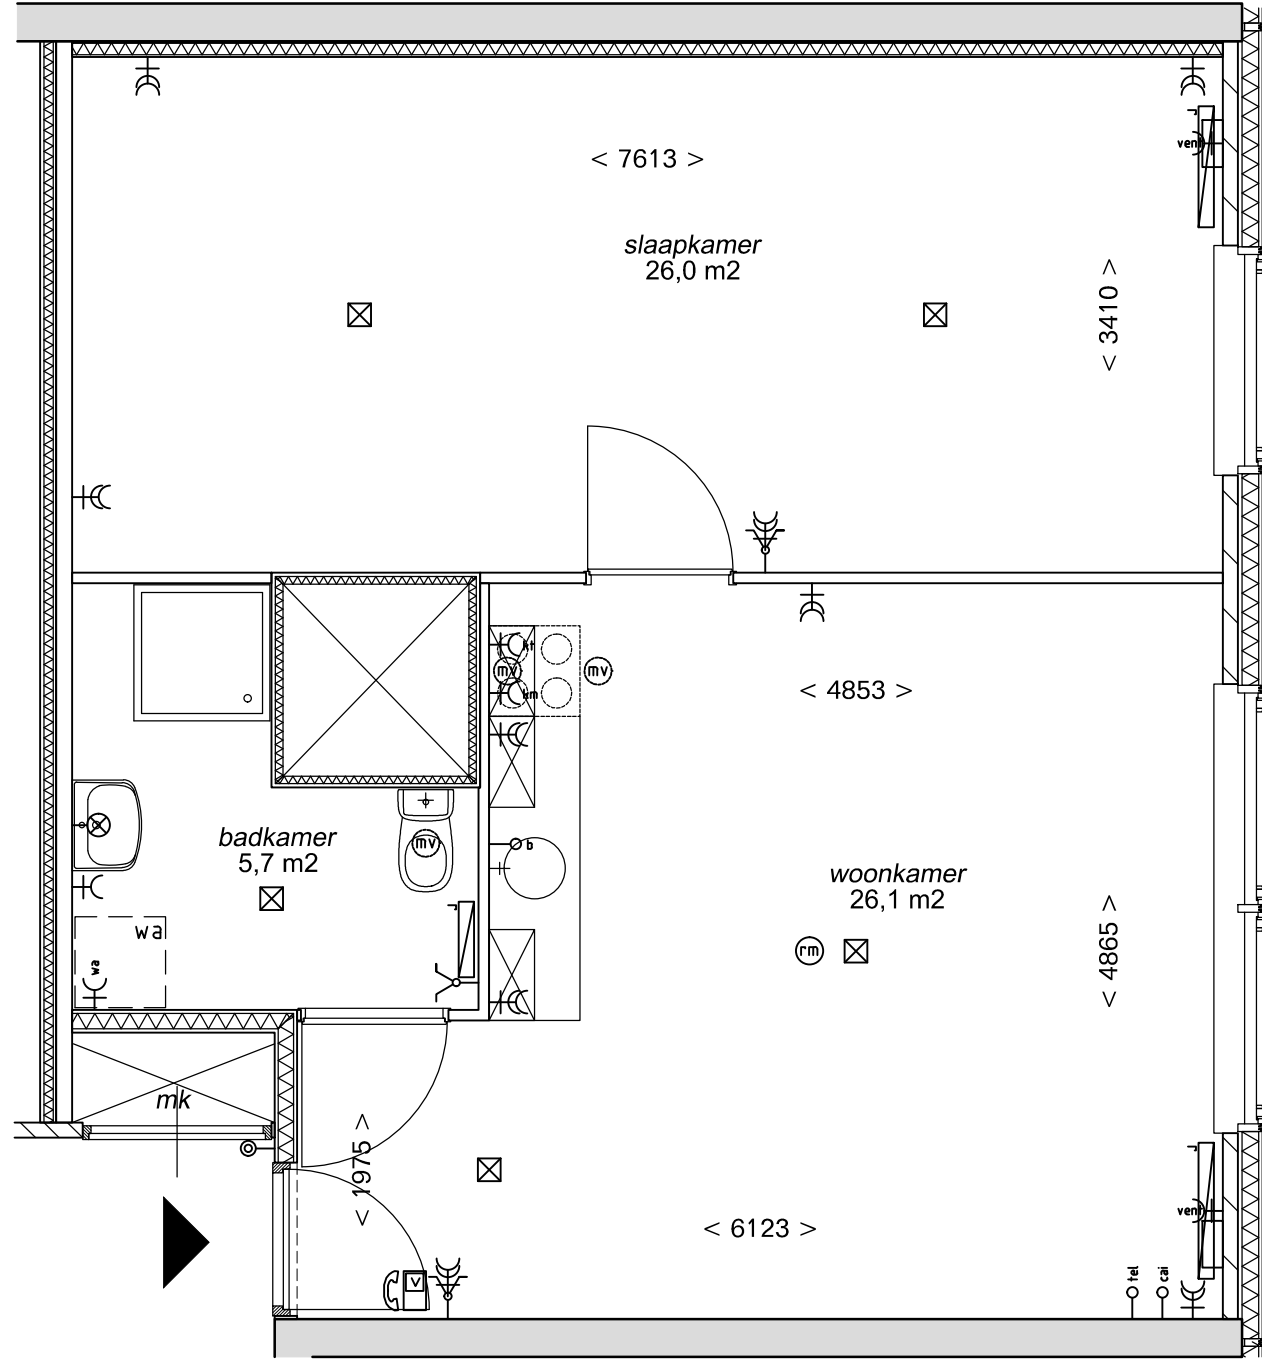 < 7613 >
vent
slaapkamer
26,0 m2
< 3410 >
kt
mv
mv
km
< 4853 >
badkamer
5,7 m2
mv
b
woonkamer
26,1 m2
wa
wa
rm
< 4865 >
mk
< 1975 >
vent
< 6123 >
tel
cai
V